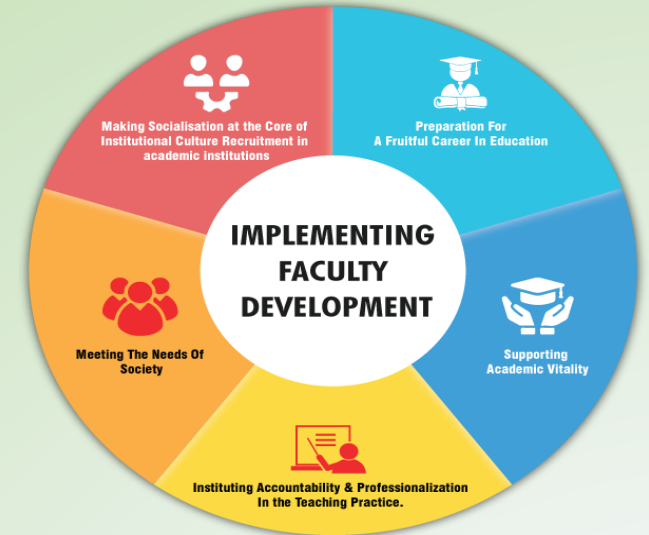 Making Socialisation at the Core of
Institutional Culture Recruitment in
academic institutions
Preparation For
A Fruitful Career In Education
IMPLEMENTING
FACULTY
DEVELOPMENT
Meeting The Needs Of
Society
Supporting
Academic Vitality
Instituting Accountability & Professionalization
In the Teaching Practice.